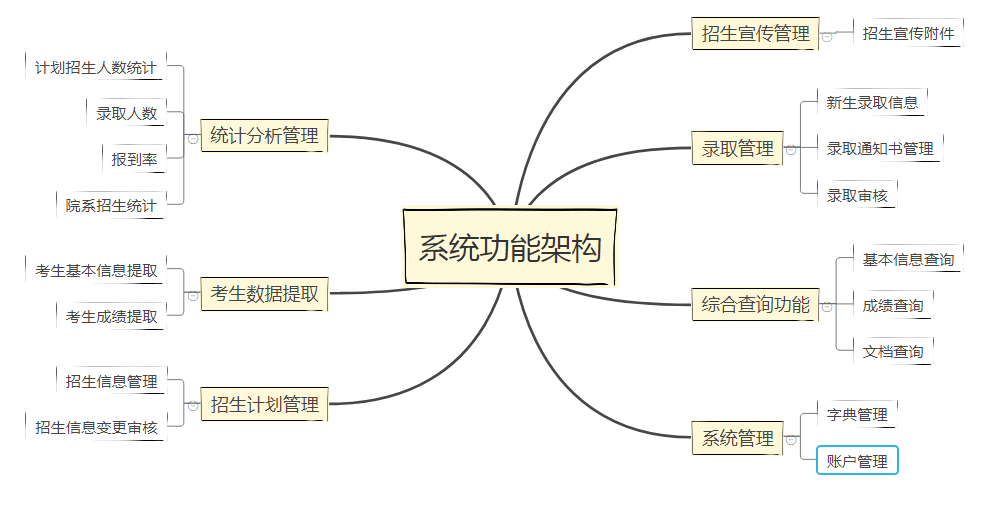 系统功能架构
招生宣传管理
招生宣传附件
录取管理
新生录取信息
录取通知书管理
录取审核
综合查询功能
基本信息查询
成绩查询
文档查询
系统管理
字典管理
账户管理
统计分析管理
计划招生人数统计
录取人数
报到率
院系招生统计
考生数据提取
考生基本信息提取
考生成绩提取
招生计划管理
招生信息管理
招生信息变更审核